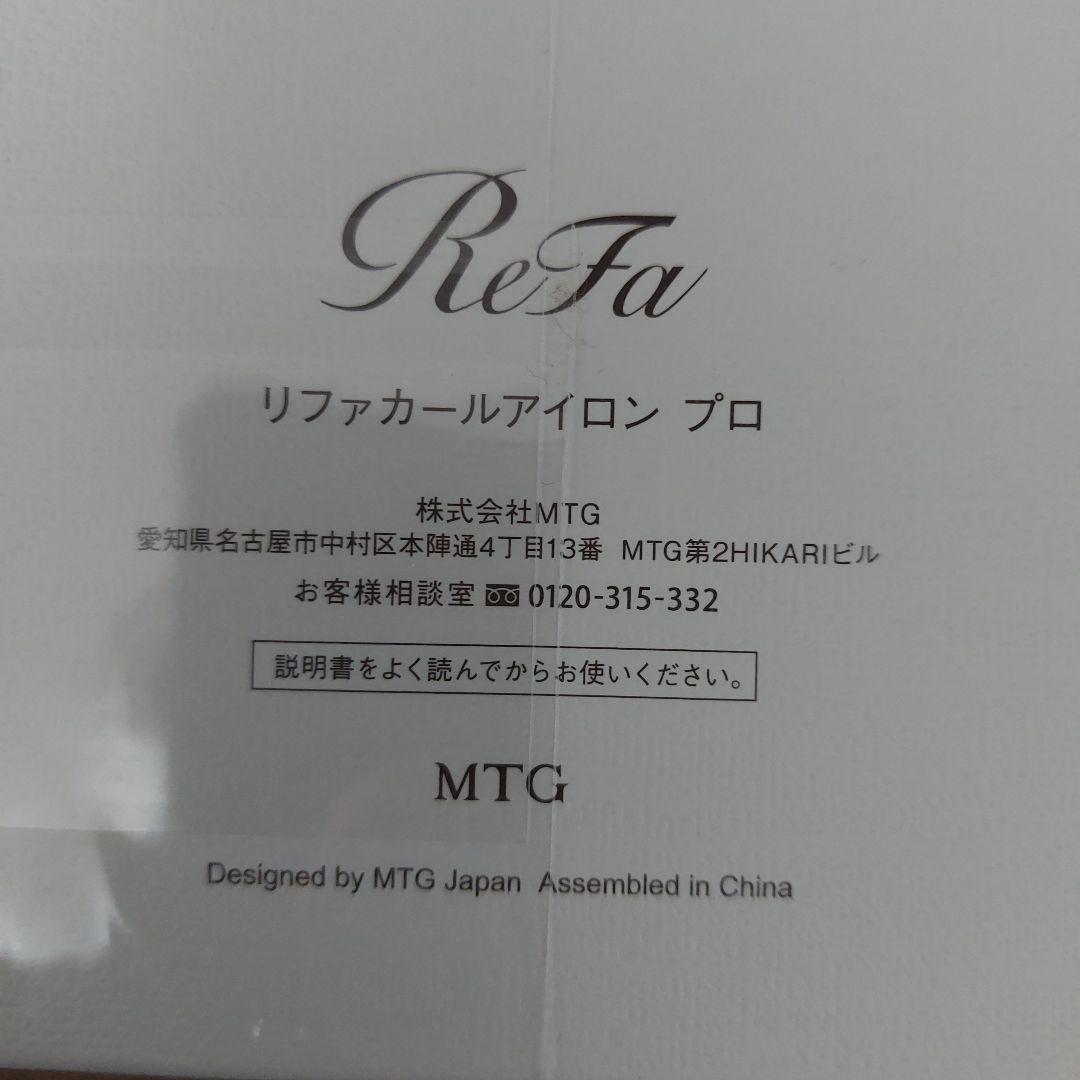 ReFa
リファカールアイロン プロ
株式会社MTG
愛知県名古屋市中村区本陣通4丁目13番 MTG第2HIKARIビル
お客様相談室 0120-315-332
説明書をよく読んでからお使いください。
MTG
Designed by MTG Japan Assembled in China